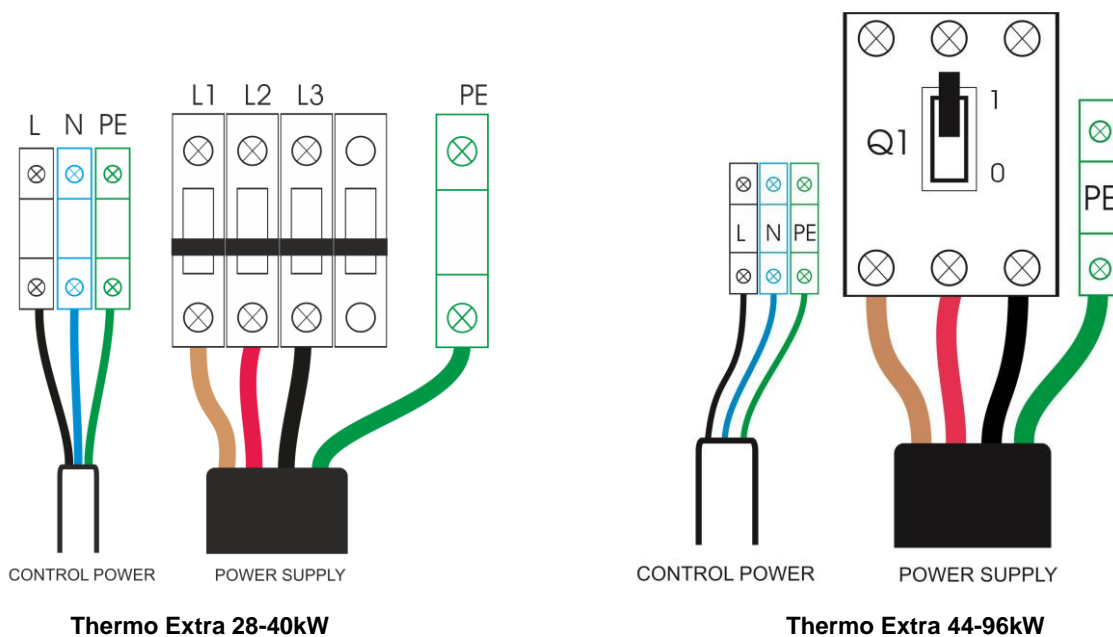 L1 L2 L3 PE
L N PE
CONTROL POWER POWER SUPPLY
Thermo Extra 28-40kW
Q1 1 0
L N PE PE
CONTROL POWER POWER SUPPLY
Thermo Extra 44-96kW